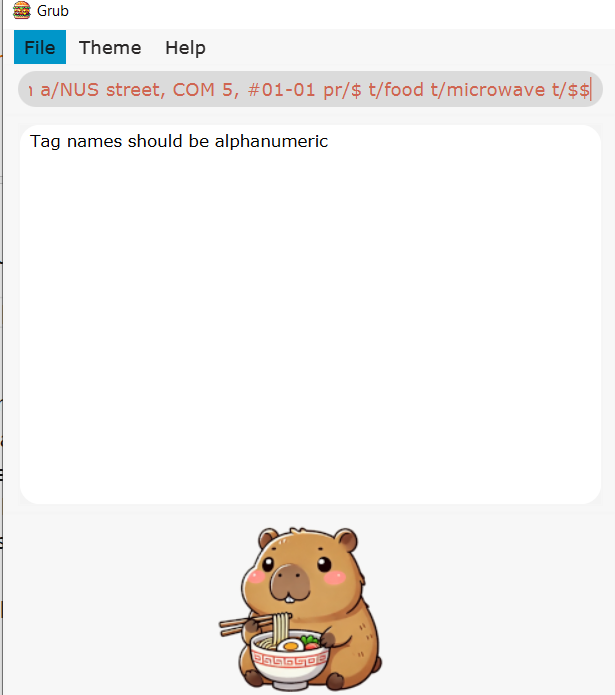 Grub
File Theme Help
a/NUS street, COM 5, #01-01 pr/$ t/food t/microwave t/$$
Tag names should be alphanumeric